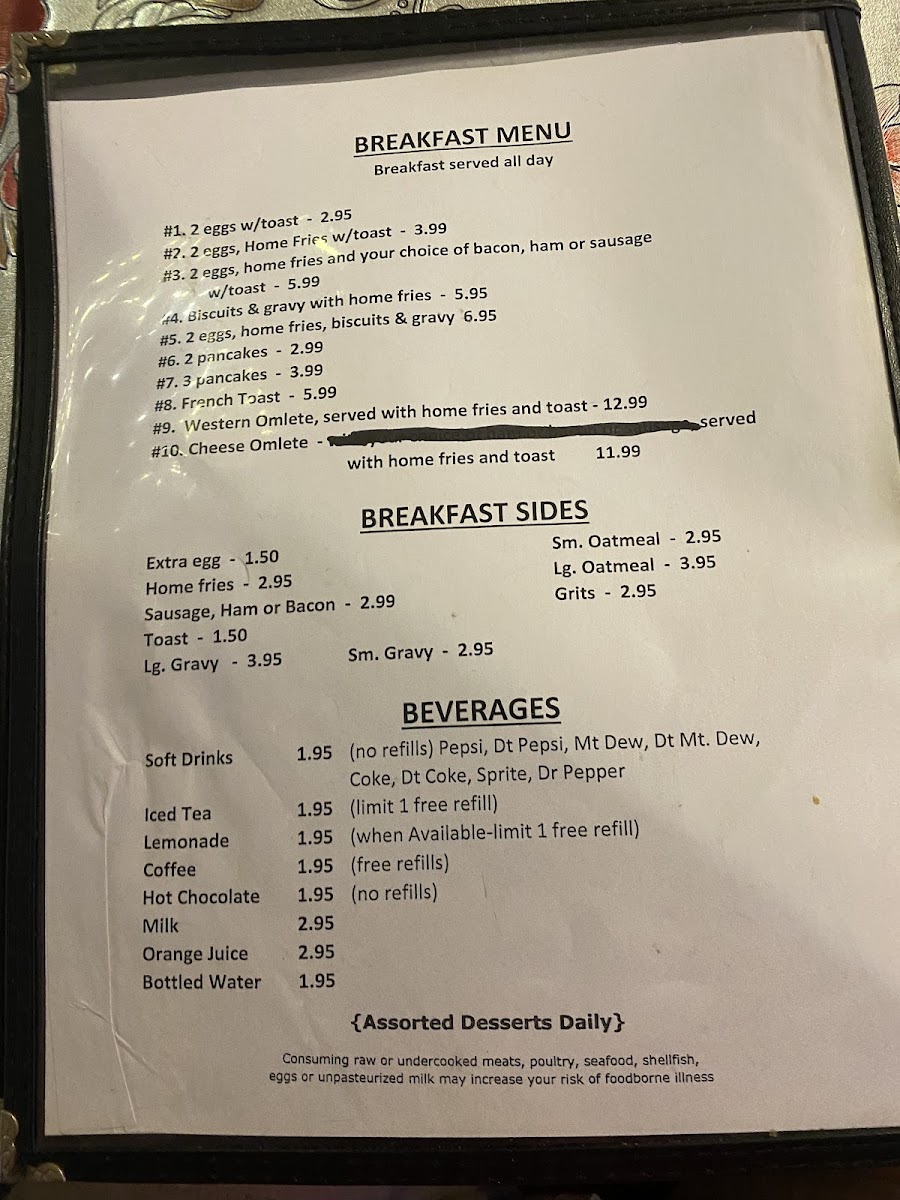 BREAKFAST MENU
Breakfast served all day
#1. 2 eggs w/toast - 2.95
#2. 2 eggs, Home Fries w/toast - 3.99
#3. 2 eggs, home fries and your choice of bacon, ham or sausage
w/toast - 5.99
#4. Biscuits & gravy with home fries - 5.95
#5. 2 eggs, home fries, biscuits & gravy 6.95
#6. 2 pancakes - 2.99
#7. 3 pancakes - 3.99
#8. French Toast - 5.99
#9. Western Omlete, served with home fries and toast - 12.99
#10. Cheese Omlete - served
with home fries and toast 11.99
BREAKFAST SIDES
Extra egg - 1.50
Home fries - 2.95
Sausage, Ham or Bacon - 2.99
Toast - 1.50
Lg. Gravy - 3.95 Sm. Gravy - 2.95
Sm. Oatmeal - 2.95
Lg. Oatmeal - 3.95
Grits - 2.95
BEVERAGES
Soft Drinks 1.95 (no refills) Pepsi, Dt Pepsi, Mt Dew, Dt Mt. Dew,
Coke, Dt Coke, Sprite, Dr Pepper
Iced Tea 1.95 (limit 1 free refill)
Lemonade 1.95 (when Available-limit 1 free refill)
Coffee 1.95 (free refills)
Hot Chocolate 1.95 (no refills)
Milk 2.95
Orange Juice 2.95
Bottled Water 1.95
{Assorted Desserts Daily}
Consuming raw or undercooked meats, poultry, seafood, shellfish,
eggs or unpasteurized milk may increase your risk of foodborne illness